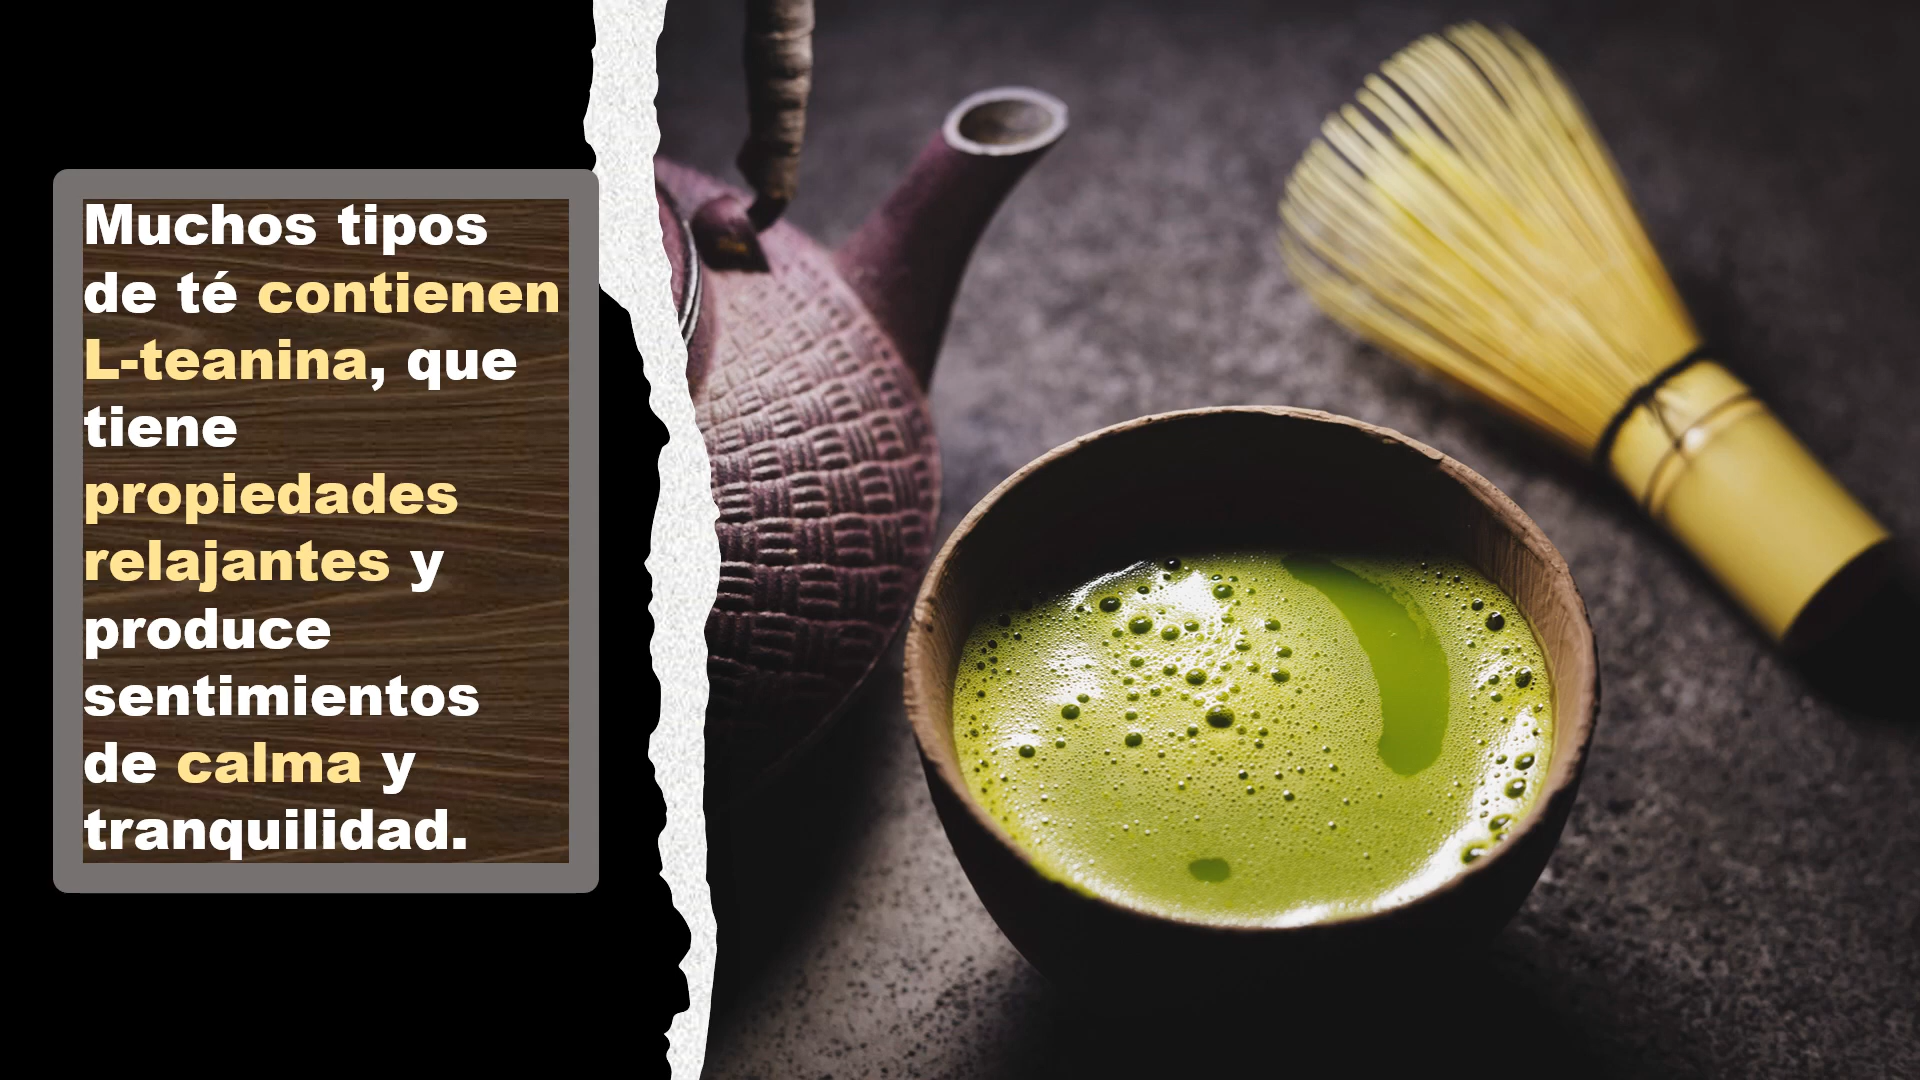 Muchos tipos
de té contienen
L-teanina, que
tiene
propiedades
relajantes y
produce
sentimientos
de calma y
tranquilidad.